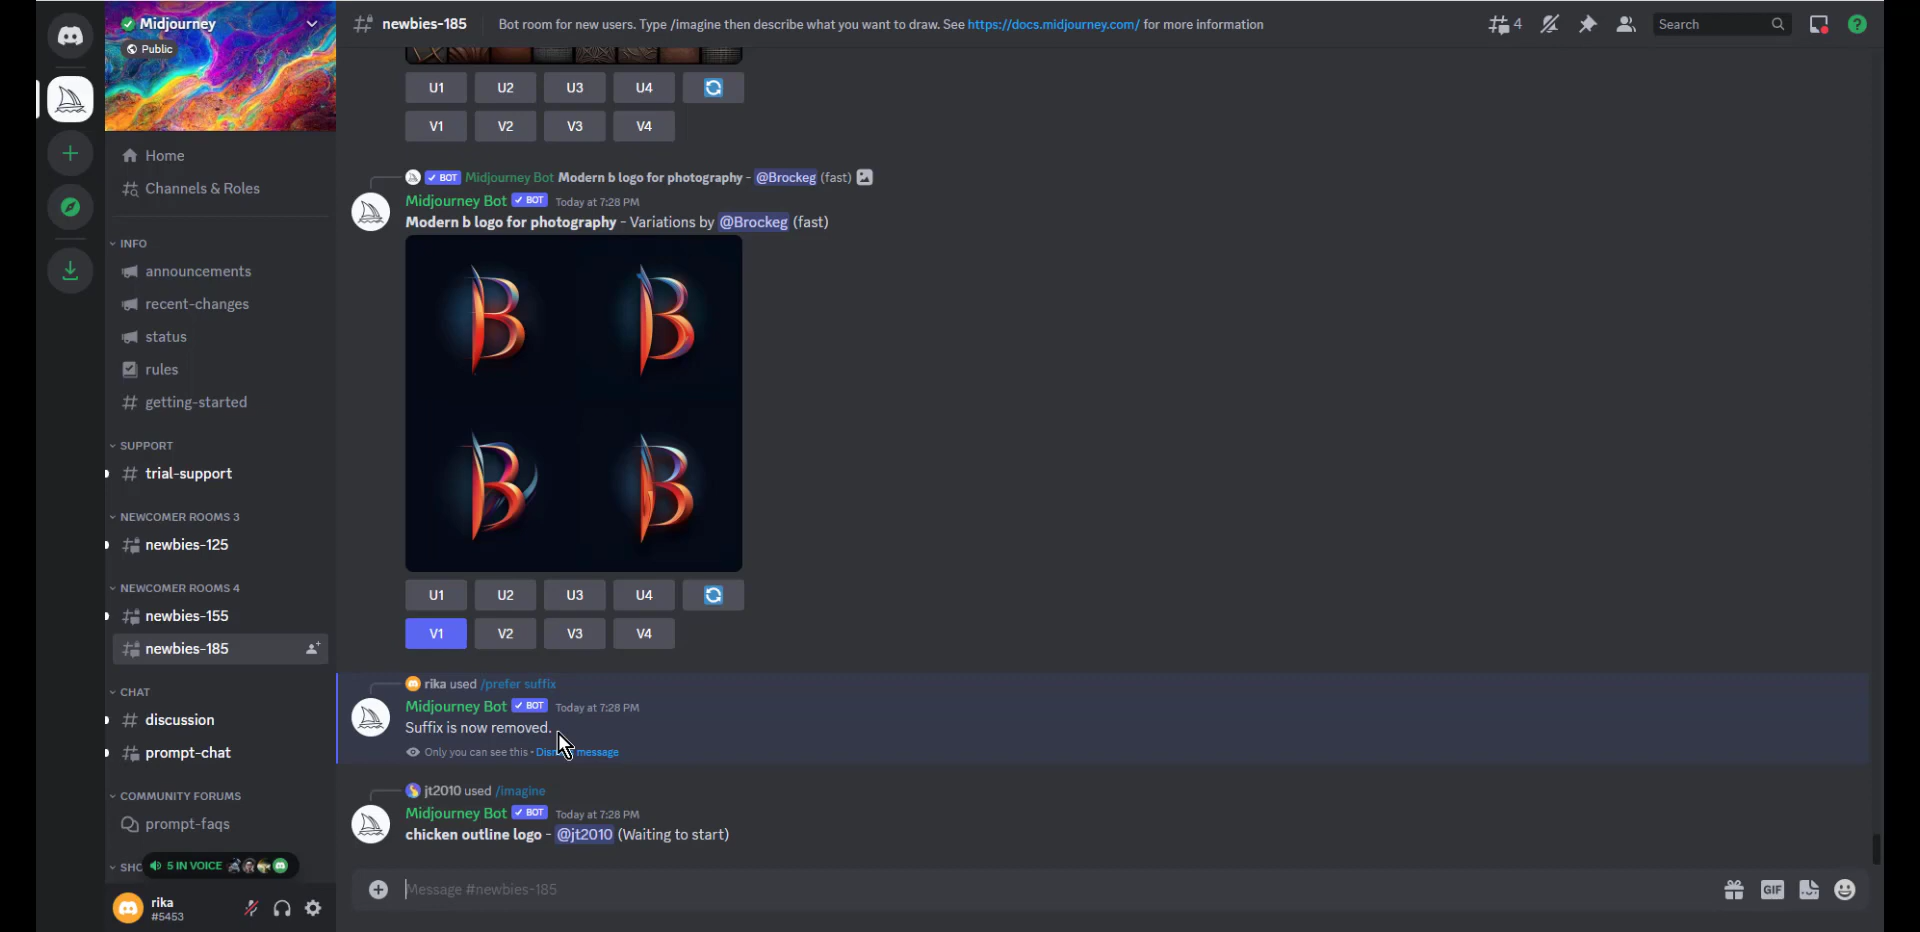 Midjourney
Public
Home
Channels & Roles
INFO
announcements
recent-changes
status
rules
getting-started
SUPPORT
trial-support
NEWCOMER ROOMS 3
newbies-125
NEWCOMER ROOMS 4
newbies-155
newbies-185
CHAT
discussion
prompt-chat
COMMUNITY FORUMS
prompt-faqs
SHO
5 IN VOICE
rika
#5453
newbies-185 Bot room for new users. Type /imagine then describe what you want to draw. See https://docs.midjourney.com/ for more information
4
Search
U1 U2 U3 U4
V1 V2 V3 V4
BOT Midjourney Bot Modern b logo for photography - @Brockeg (fast)
Midjourney Bot BOT Today at 7:28 PM
Modern b logo for photography - Variations by @Brockeg (fast)
B B
B B
U1 U2 U3 U4
V1 V2 V3 V4
rika used /prefer suffix
Midjourney Bot BOT Today at 7:28 PM
Suffix is now removed.
Only you can see this • message
jt2010 used /imagine
Midjourney Bot BOT Today at 7:28 PM
chicken outline logo - @jt2010 (Waiting to start)
Message #newbies-185
GIF